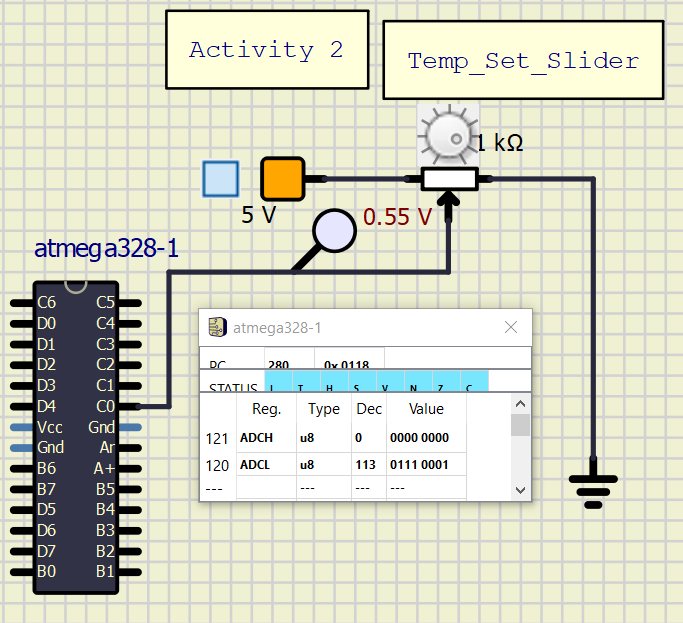 Activity 2
Temp_Set_Slider
1 kΩ
5 V
0.55 V
atmega328-1
C6 C5
D0 C4
D1 C3
D2 C2
D3 C1
D4 C0
Vcc Gnd
Gnd Ar
B6 A+
B7 B5
D5 B4
D6 B3
D7 B2
B0 B1
atmega328-1
PC 280 0x 0118
STATUS I T H S V N Z C
Reg. Type Dec Value
121 ADCH u8 0 0000 0000
120 ADCL u8 113 0111 0001
--- --- --- ---